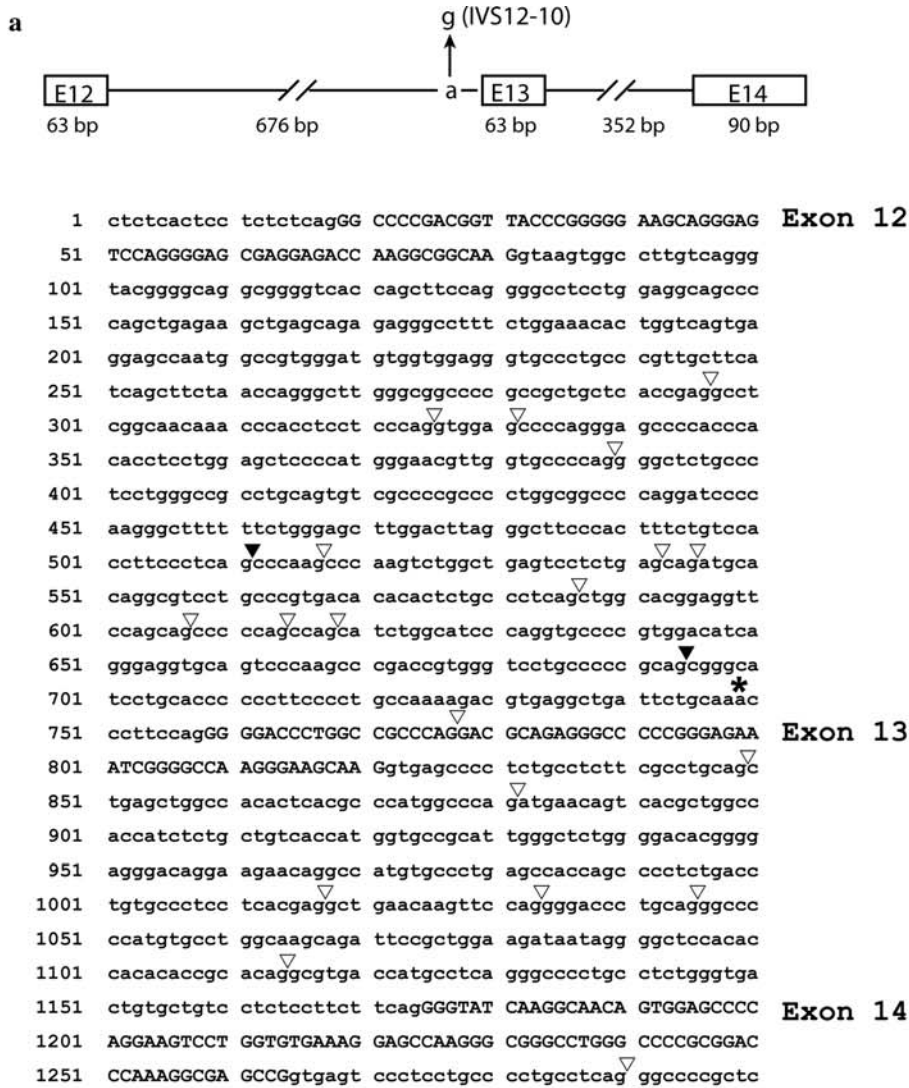 a
g (IVS12-10)
E12 a E13 E14
63 bp 676 bp 63 bp 352 bp 90 bp
1 ctctcactcc tctctcagGG CCCCCGACGGTT TACCCGGGGG AAGCAGGGAG Exon 12
51 TCCAGGGGAG CGAGGAGACC AAGGCGGCAA Ggtaagtggc cttgtcaggg
101 tacggggcag gcggggtcac cagcttccag gggcctcctg gaggcagccc
151 cagctgagaa gctgagcaga gagggccttt ctggaaacac tggtcagtga
201 ggagccaatg gccgtgggat gtggtggagg gtgccctgcc cgttgcttca
251 tcagcttcta accagggctt gggcggcccc gccgctgctc accgaggcct
301 cggcaacaaa cccacctcct cccaggtgga gccccaggga gccccaccca
351 cacctcctgg agctccccat gggaacgttg gtgccccagg ggctctgccc
401 tcctgggccg cctgcagtgt cgccccgccc ctggcggccc caggatcccc
451 aagggctttt ttctgggagc ttggacttag ggcttcccac tttctgtcca
501 ccttccctca gcccaagccc aagtctggct gagtcctctg agcagatgca
551 caggcgtcct gcccgtgaca cacactctgc cctcagctgg cacggaggtt
601 ccagcagccc cccagccagca tctggcatcc caggtgcccc gtggacatca
651 gggaggtgca gtcccaagcc cgaccgtggg tcctgccccc gcagcgggca
*
701 tcctgcaccc cccttcccct gccaaaagac gtgaggctga ttctgcaaac
751 ccttccagGG GGACCCTGGC CGCCCAGGAC GCAGAGGGCC CCCGGGAGAA Exon 13
801 ATCGGGGCCA AGGGAAGCAA Ggtgagcccc tctgcctctt cgcctgcagc
851 tgagctggcc acactcacgc ccatggccca gatgaacagt cacgctggcc
901 accatctctg ctgtcaccat ggtgccgcat tgggctctgg ggacacgggg
951 agggacagga agaacaggcc atgtgccctg agccaccagc ccctctgacc
1001 tgtgccctcc tcacgaggct gaacaagttc caggggaccc tgcagggccc
1051 ccatgtgcct ggcaagcaga ttccgctgga agataatagg ggctccacac
1101 cacacaccgc acaggcgtga ccatgcctca gggcccctgc ctctgggtga
1151 ctgtgctgtc ctctccttct tcagGGGTATC AAGGCAACA GTGGAGCCCC Exon 14
1201 AGGAAGTCCT GGTGTGAAAG GAGCCAAGGG CGGGCCTGGG CCCCGCGGAC
1251 CCAAAGGCGA GCCGgtgagt ccctcctgcc cctgcctcag ggccccgctc